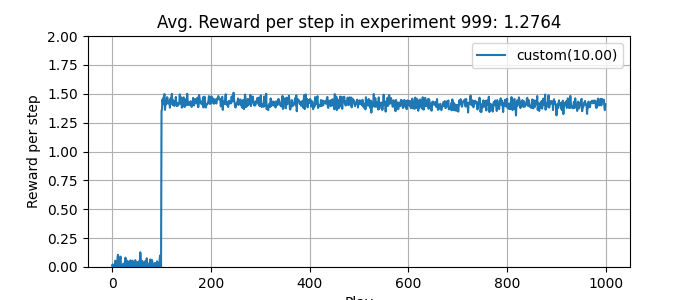 Avg. Reward per step in experiment 999: 1.2764
2.00
1.75
1.50
1.25
1.00
0.75
0.50
0.25
0.00
Reward per step
custom(10.00)
0 200 400 600 800 1000
Play